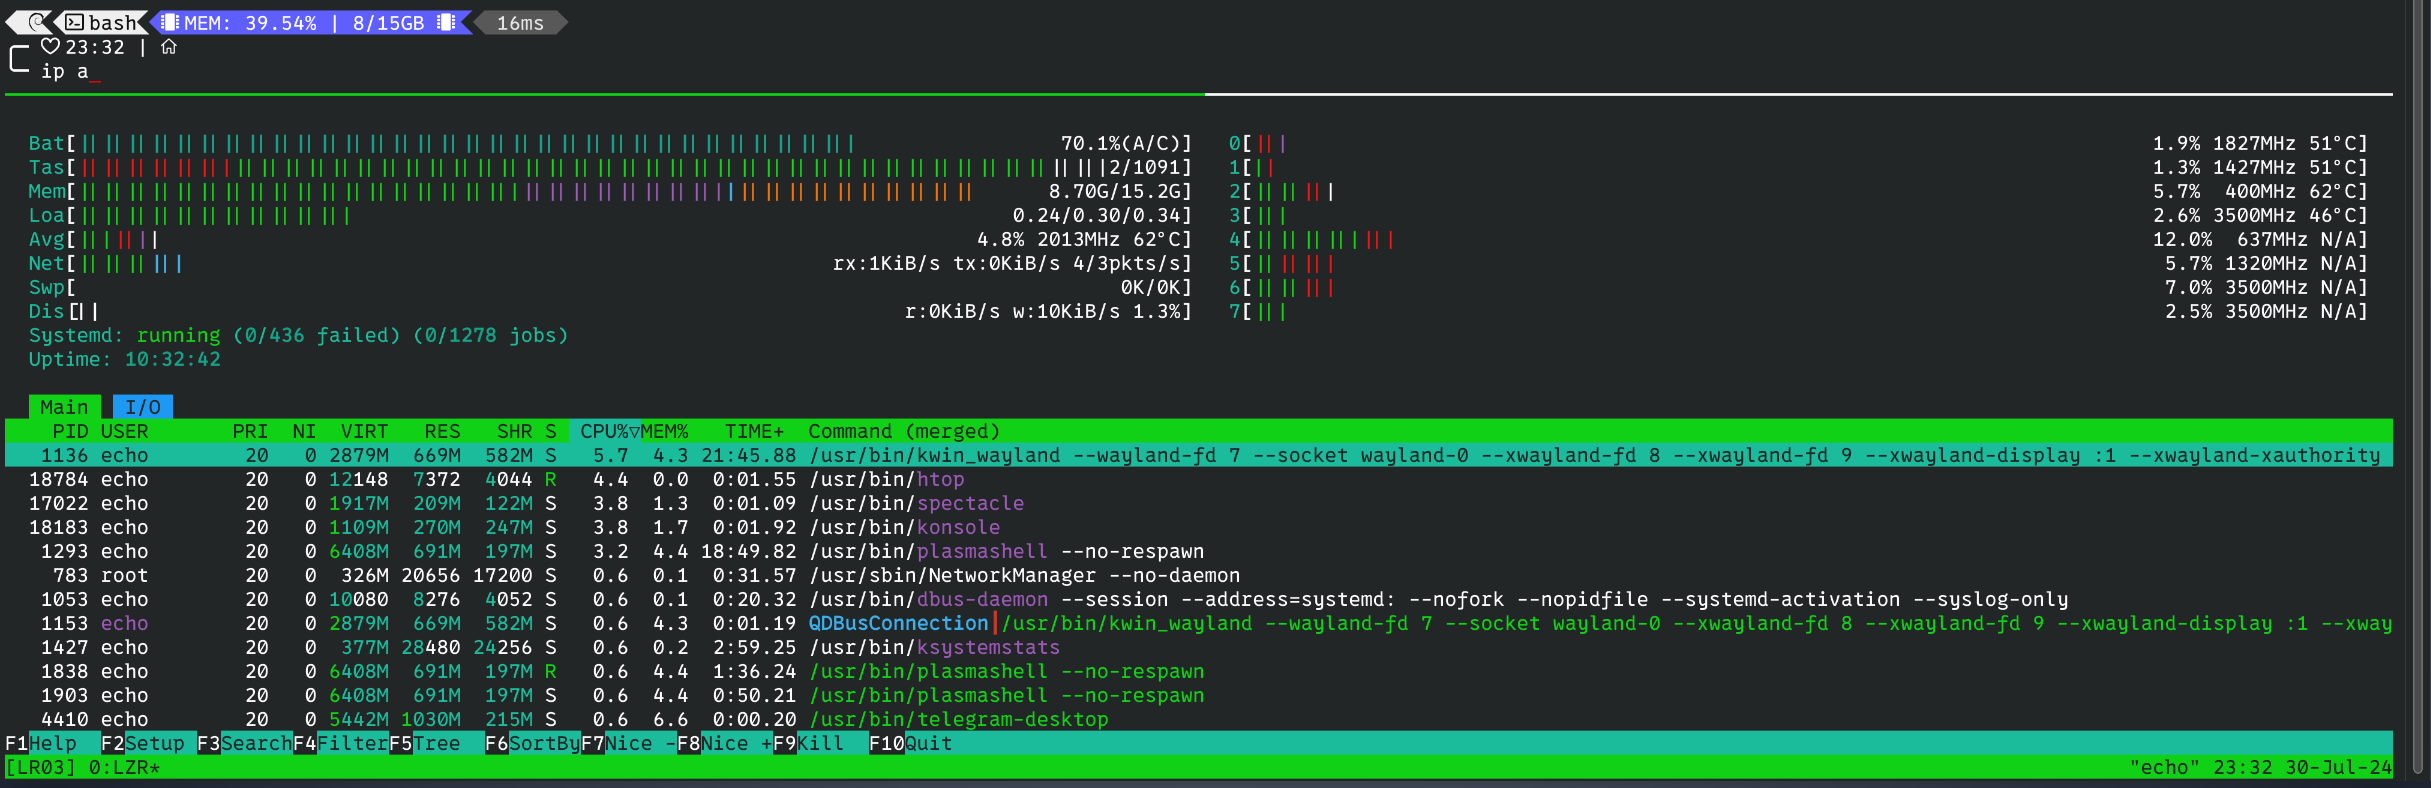 bash MEM: 39.54% | 8/15GB 16ms
23:32 |
ip a_
Bat[ 70.1%(A/C)] 0[ 1.9% 1827MHz 51°C]
Tas[ 2/1091] 1[ 1.3% 1427MHz 51°C]
Mem[ 8.70G/15.2G] 2[ 5.7% 400MHz 62°C]
Loa[ 0.24/0.30/0.34] 3[ 2.6% 3500MHz 46°C]
Avg[ 4.8% 2013MHz 62°C] 4[ 12.0% 637MHz N/A]
Net[ rx:1KiB/s tx:0KiB/s 4/3pkts/s] 5[ 5.7% 1320MHz N/A]
Swp[ 0K/0K] 6[ 7.0% 3500MHz N/A]
Dis[ r:0KiB/s w:10KiB/s 1.3%] 7[ 2.5% 3500MHz N/A]
Systemd: running (0/436 failed) (0/1278 jobs)
Uptime: 10:32:42
Main I/O
PID USER PRI NI VIRT RES SHR S CPU%▽MEM% TIME+ Command (merged)
1136 echo 20 0 2879M 669M 582M S 5.7 4.3 21:45.88 /usr/bin/kwin_wayland --wayland-fd 7 --socket wayland-0 --xwayland-fd 8 --xwayland-fd 9 --xwayland-display :1 --xwayland-xauthority
18784 echo 20 0 12148 7372 4044 R 4.4 0.0 0:01.55 /usr/bin/htop
17022 echo 20 0 1917M 209M 122M S 3.8 1.3 0:01.09 /usr/bin/spectacle
18183 echo 20 0 1109M 270M 247M S 3.8 1.7 0:01.92 /usr/bin/konsole
1293 echo 20 0 6408M 691M 197M S 3.2 4.4 18:49.82 /usr/bin/plasmashell --no-respawn
783 root 20 0 326M 20656 17200 S 0.6 0.1 0:31.57 /usr/sbin/NetworkManager --no-daemon
1053 echo 20 0 10080 8276 4052 S 0.6 0.1 0:20.32 /usr/bin/dbus-daemon --session --address=systemd: --nofork --nopidfile --systemd-activation --syslog-only
1153 echo 20 0 2879M 669M 582M S 0.6 4.3 0:01.19 QDBusConnection|/usr/bin/kwin_wayland --wayland-fd 7 --socket wayland-0 --xwayland-fd 8 --xwayland-fd 9 --xwayland-display :1 --xway
1427 echo 20 0 377M 28480 24256 S 0.6 0.2 2:59.25 /usr/bin/ksystemstats
1838 echo 20 0 6408M 691M 197M R 0.6 4.4 1:36.24 /usr/bin/plasmashell --no-respawn
1903 echo 20 0 6408M 691M 197M S 0.6 4.4 0:50.21 /usr/bin/plasmashell --no-respawn
4410 echo 20 0 5442M 1030M 215M S 0.6 6.6 0:00.20 /usr/bin/telegram-desktop
F1Help F2Setup F3SearchF4FilterF5Tree F6SortByF7Nice -F8Nice +F9Kill F10Quit
[LR03] 0:LZR* "echo" 23:32 30-Jul-24